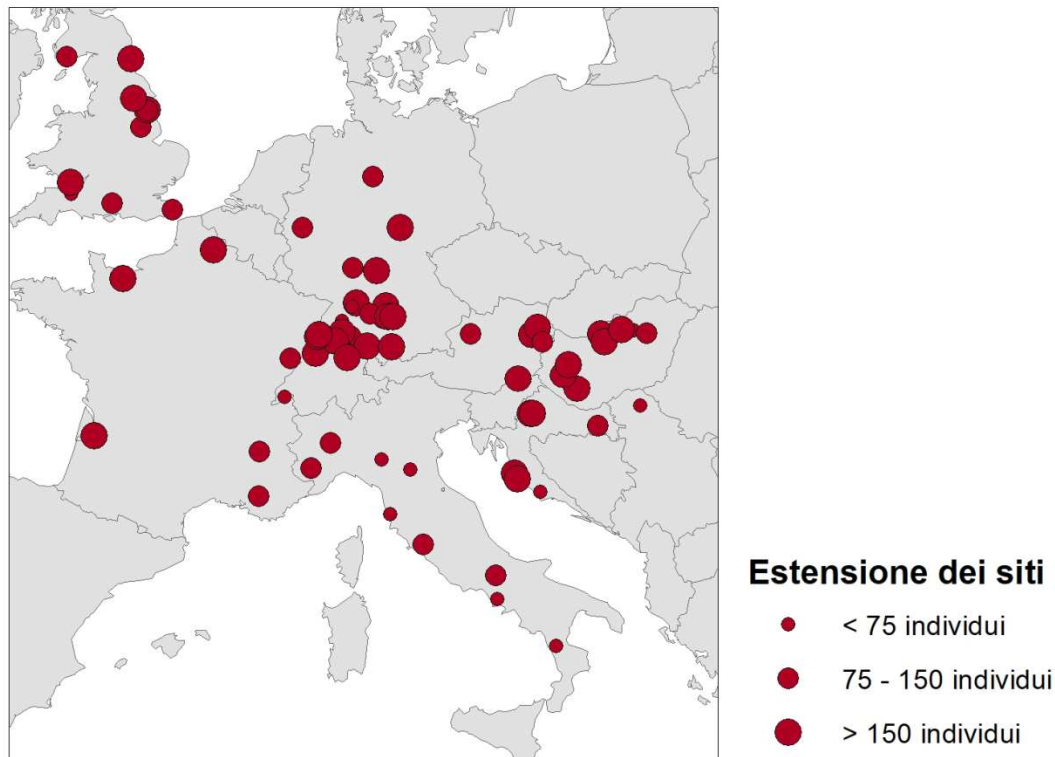 Estensione dei siti
< 75 individui
75 - 150 individui
> 150 individui